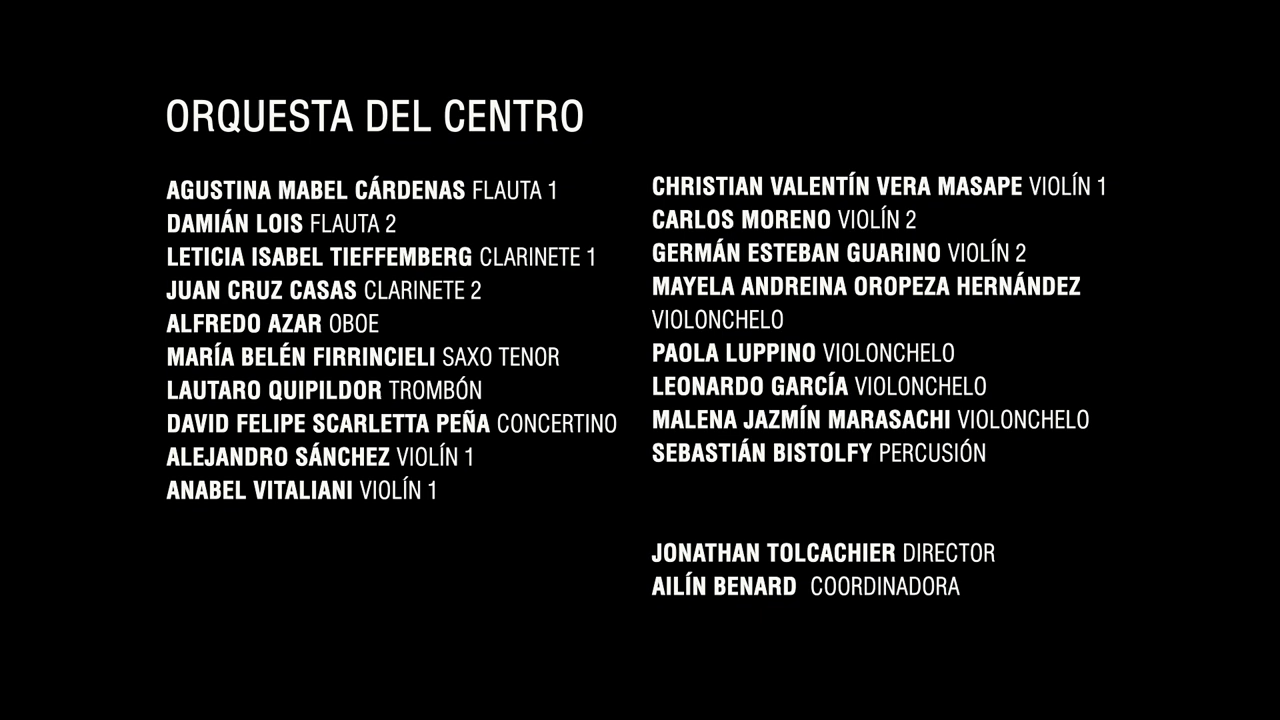 ORQUESTA DEL CENTRO
AGUSTINA MABEL CÁRDENAS FLAUTA 1
DAMIÁN LOIS FLAUTA 2
LETICIA ISABEL TIEFFEMBERG CLARINETE 1
JUAN CRUZ CASAS CLARINETE 2
ALFREDO AZAR OBOE
MARÍA BELÉN FIRRINCIELI SAXO TENOR
LAUTARO QUIPILDOR TROMBÓN
DAVID FELIPE SCARLETTA PEÑA CONCERTINO
ALEJANDRO SÁNCHEZ VIOLÍN 1
ANABEL VITALIANI VIOLÍN 1
CHRISTIAN VALENTÍN VERA MASAPE VIOLÍN 1
CARLOS MORENO VIOLÍN 2
GERMÁN ESTEBAN GUARINO VIOLÍN 2
MAYELA ANDREINA OROPEZA HERNÁNDEZ
VIOLONCHELO
PAOLA LUPPINO VIOLONCHELO
LEONARDO GARCÍA VIOLONCHELO
MALENA JAZMÍN MARASACHI VIOLONCHELO
SEBASTIÁN BISTOLFY PERCUSIÓN
JONATHAN TOLCACHIER DIRECTOR
AILÍN BENARD COORDINADORA